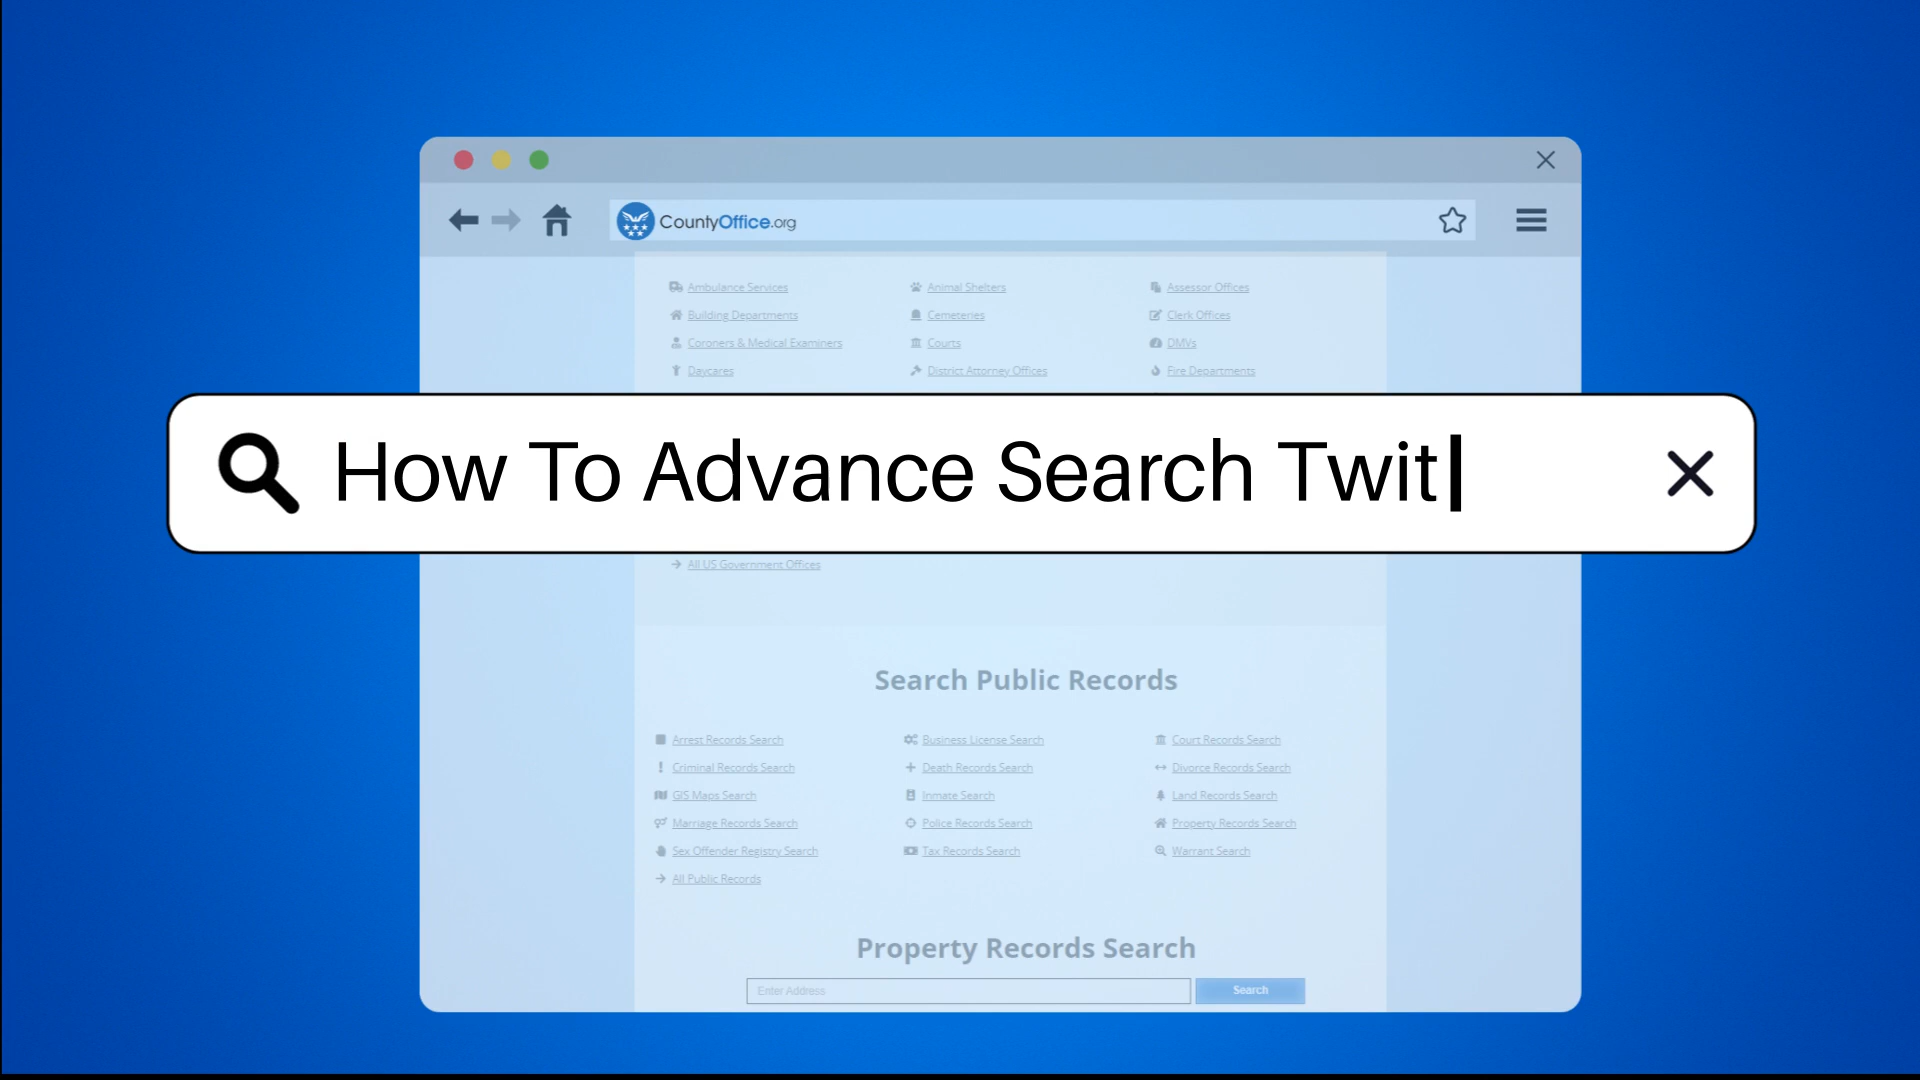 CountyOffice.org
Ambulance Services Animal Shelters Assessor Offices
Building Departments Cemeteries Clerk Offices
Coroners & Medical Examiners Courts DMVs
Daycares District Attorney Offices Fire Departments
How To Advance Search Twit
All US Government Offices
Search Public Records
Arrest Records Search Business License Search Court Records Search
Criminal Records Search Death Records Search Divorce Records Search
GIS Maps Search Inmate Search Land Records Search
Marriage Records Search Police Records Search Property Records Search
Sex Offender Registry Search Tax Records Search Warrant Search
All Public Records
Property Records Search
Enter Address Search